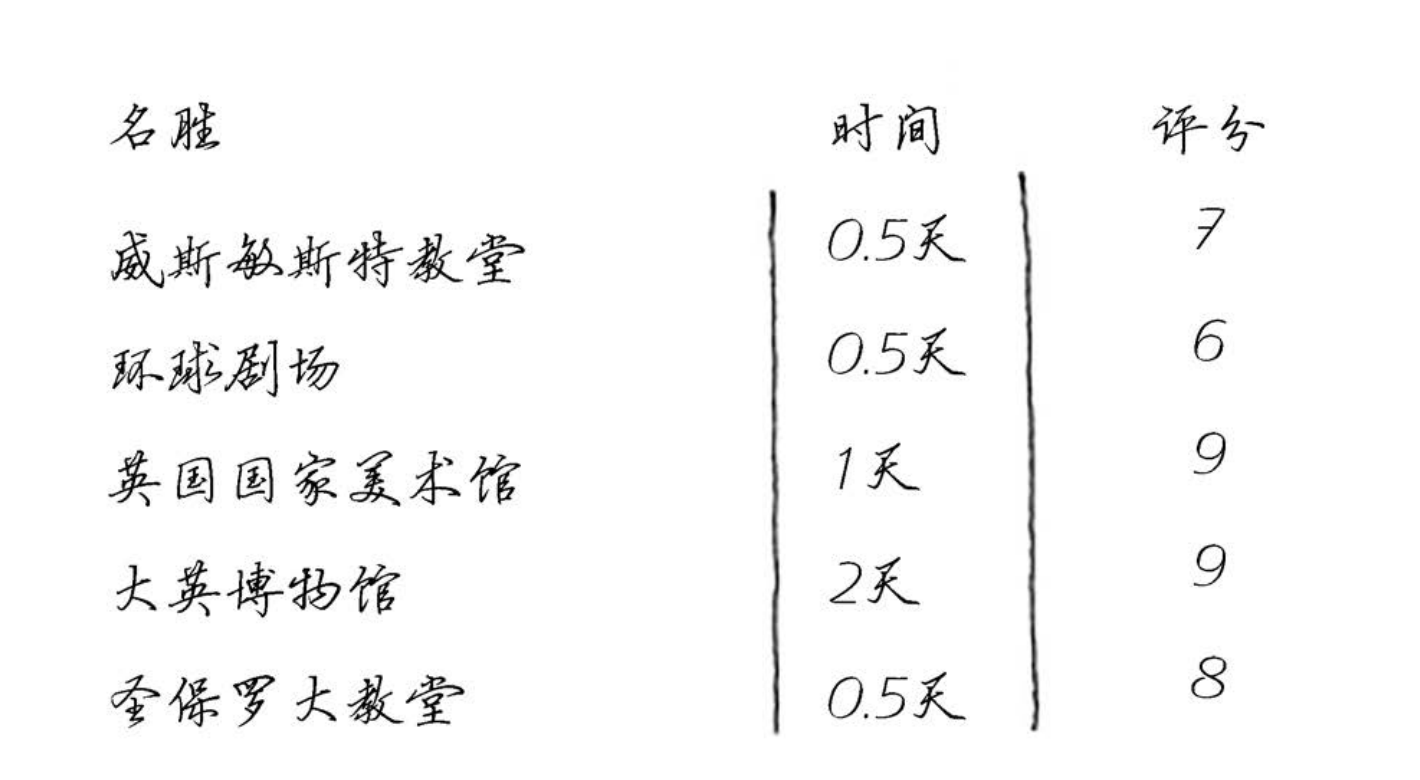 名胜 时间 评分
威斯敏斯特教堂 0.5天 7
环球剧场 0.5天 6
英国国家美术馆 1天 9
大英博物馆 2天 9
圣保罗大教堂 0.5天 8